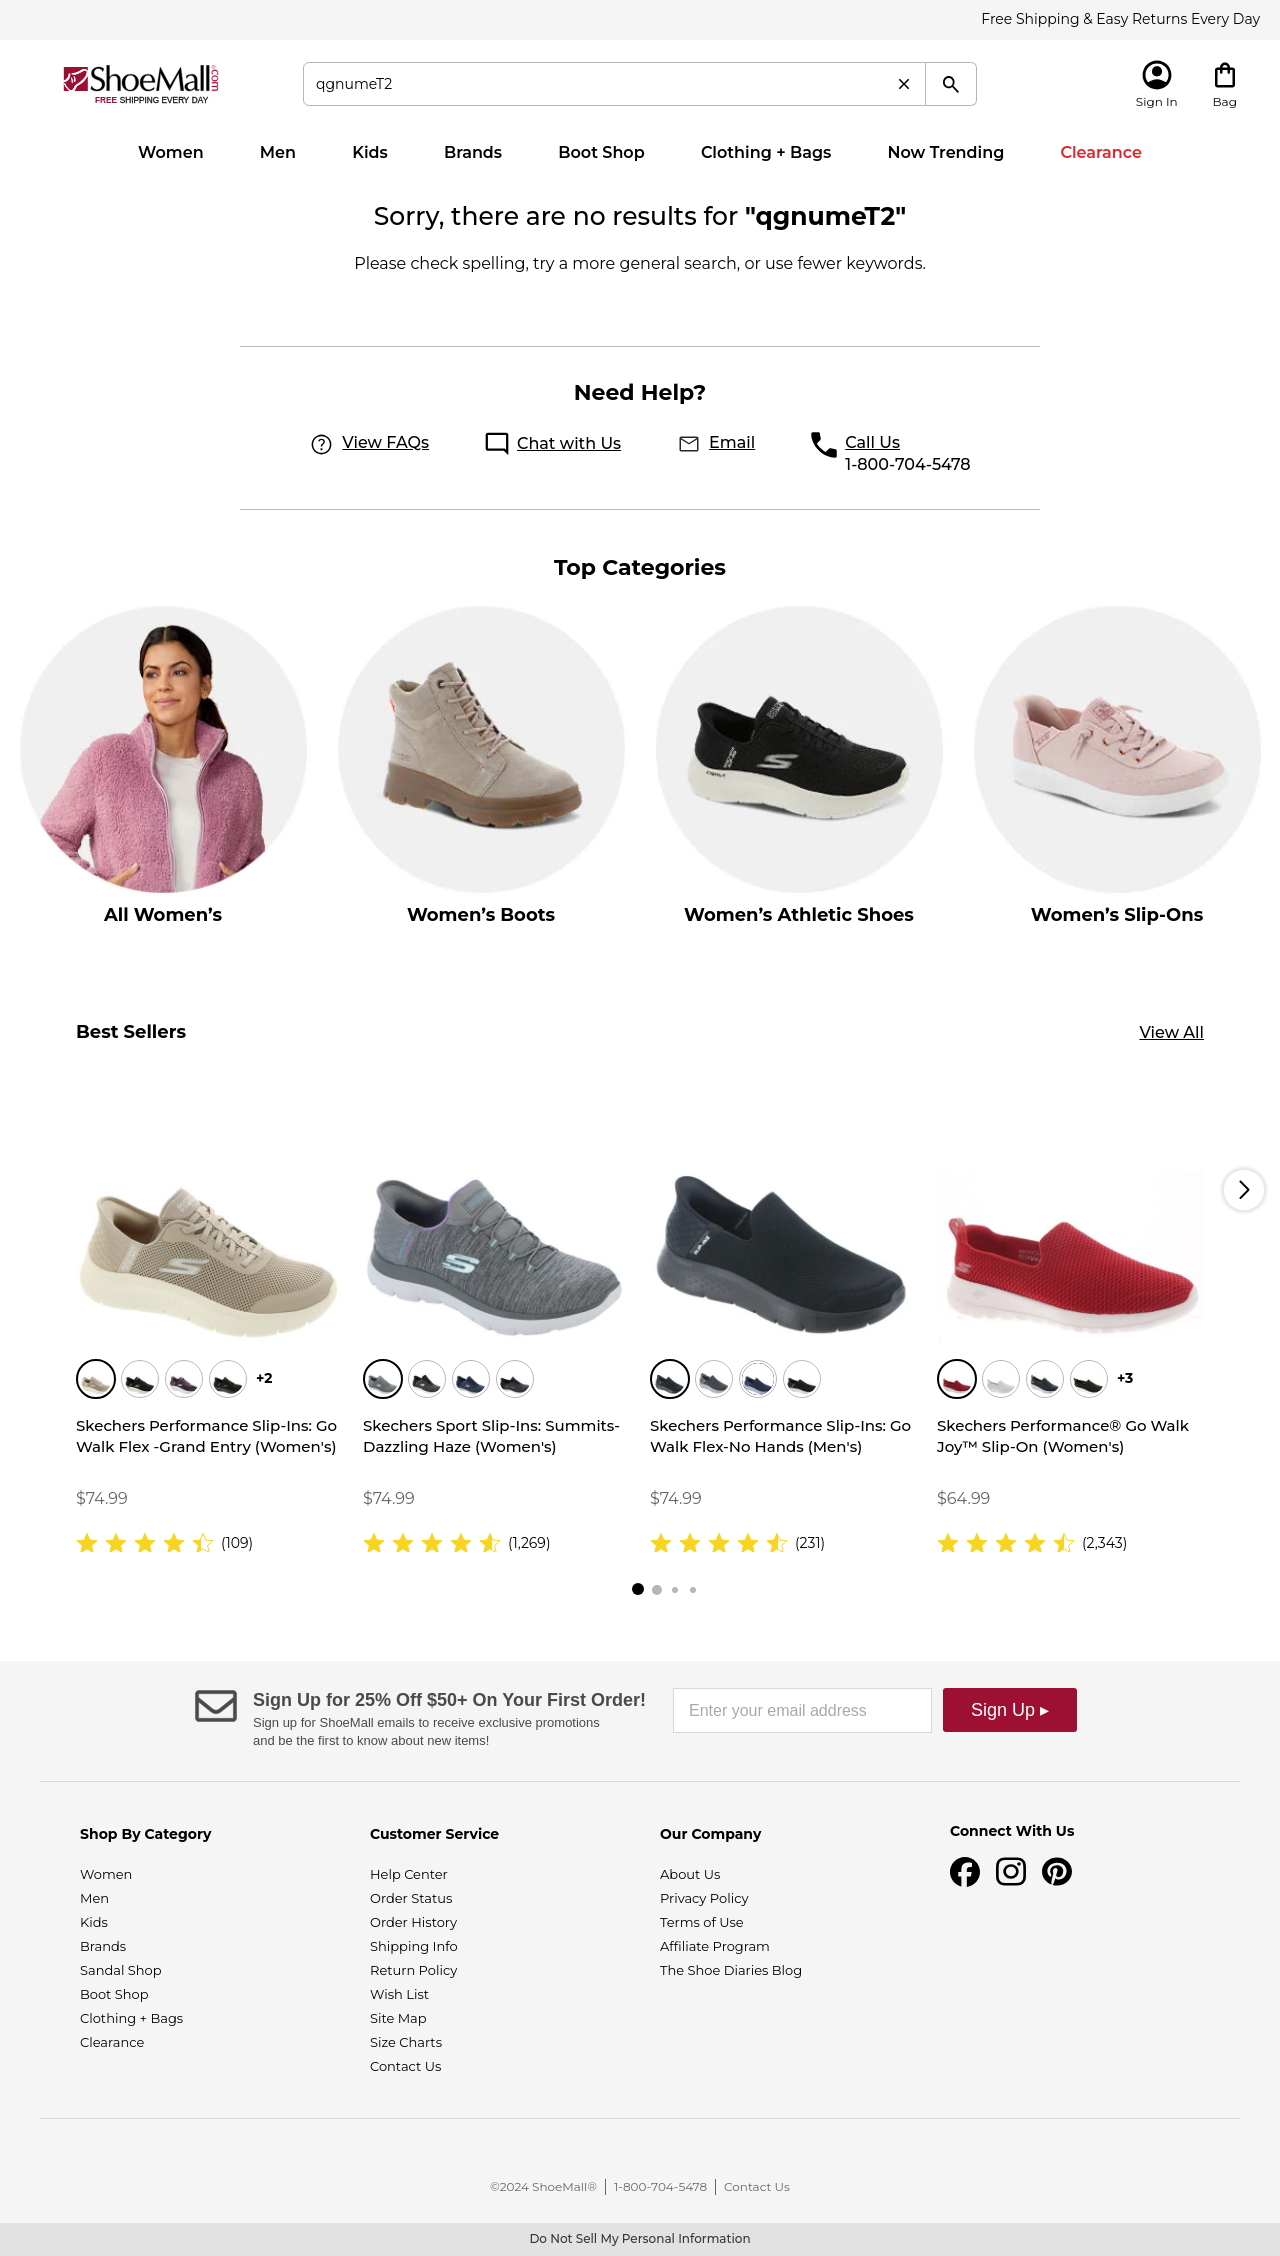 Free Shipping & Easy Returns Every Day
ShoeMall.com
FREE SHIPPING EVERY DAY
qgnumeT2
Sign In
Bag
Women Men Kids Brands Boot Shop Clothing + Bags Now Trending Clearance
Sorry, there are no results for "qgnumeT2"
Please check spelling, try a more general search, or use fewer keywords.
Need Help?
View FAQs Chat with Us Email Call Us
1-800-704-5478
Top Categories
All Women’s Women’s Boots Women’s Athletic Shoes Women’s Slip-Ons
Best Sellers View All
+2 +3
Skechers Performance Slip-Ins: Go
Walk Flex -Grand Entry (Women's)
$74.99
(109)
Skechers Sport Slip-Ins: Summits-
Dazzling Haze (Women's)
$74.99
(1,269)
Skechers Performance Slip-Ins: Go
Walk Flex-No Hands (Men's)
$74.99
(231)
Skechers Performance® Go Walk
Joy™ Slip-On (Women's)
$64.99
(2,343)
Sign Up for 25% Off $50+ On Your First Order!
Sign up for ShoeMall emails to receive exclusive promotions
and be the first to know about new items!
Enter your email address
Sign Up ▸
Shop By Category
Women
Men
Kids
Brands
Sandal Shop
Boot Shop
Clothing + Bags
Clearance
Customer Service
Help Center
Order Status
Order History
Shipping Info
Return Policy
Wish List
Site Map
Size Charts
Contact Us
Our Company
About Us
Privacy Policy
Terms of Use
Affiliate Program
The Shoe Diaries Blog
Connect With Us
©2024 ShoeMall® | 1-800-704-5478 | Contact Us
Do Not Sell My Personal Information